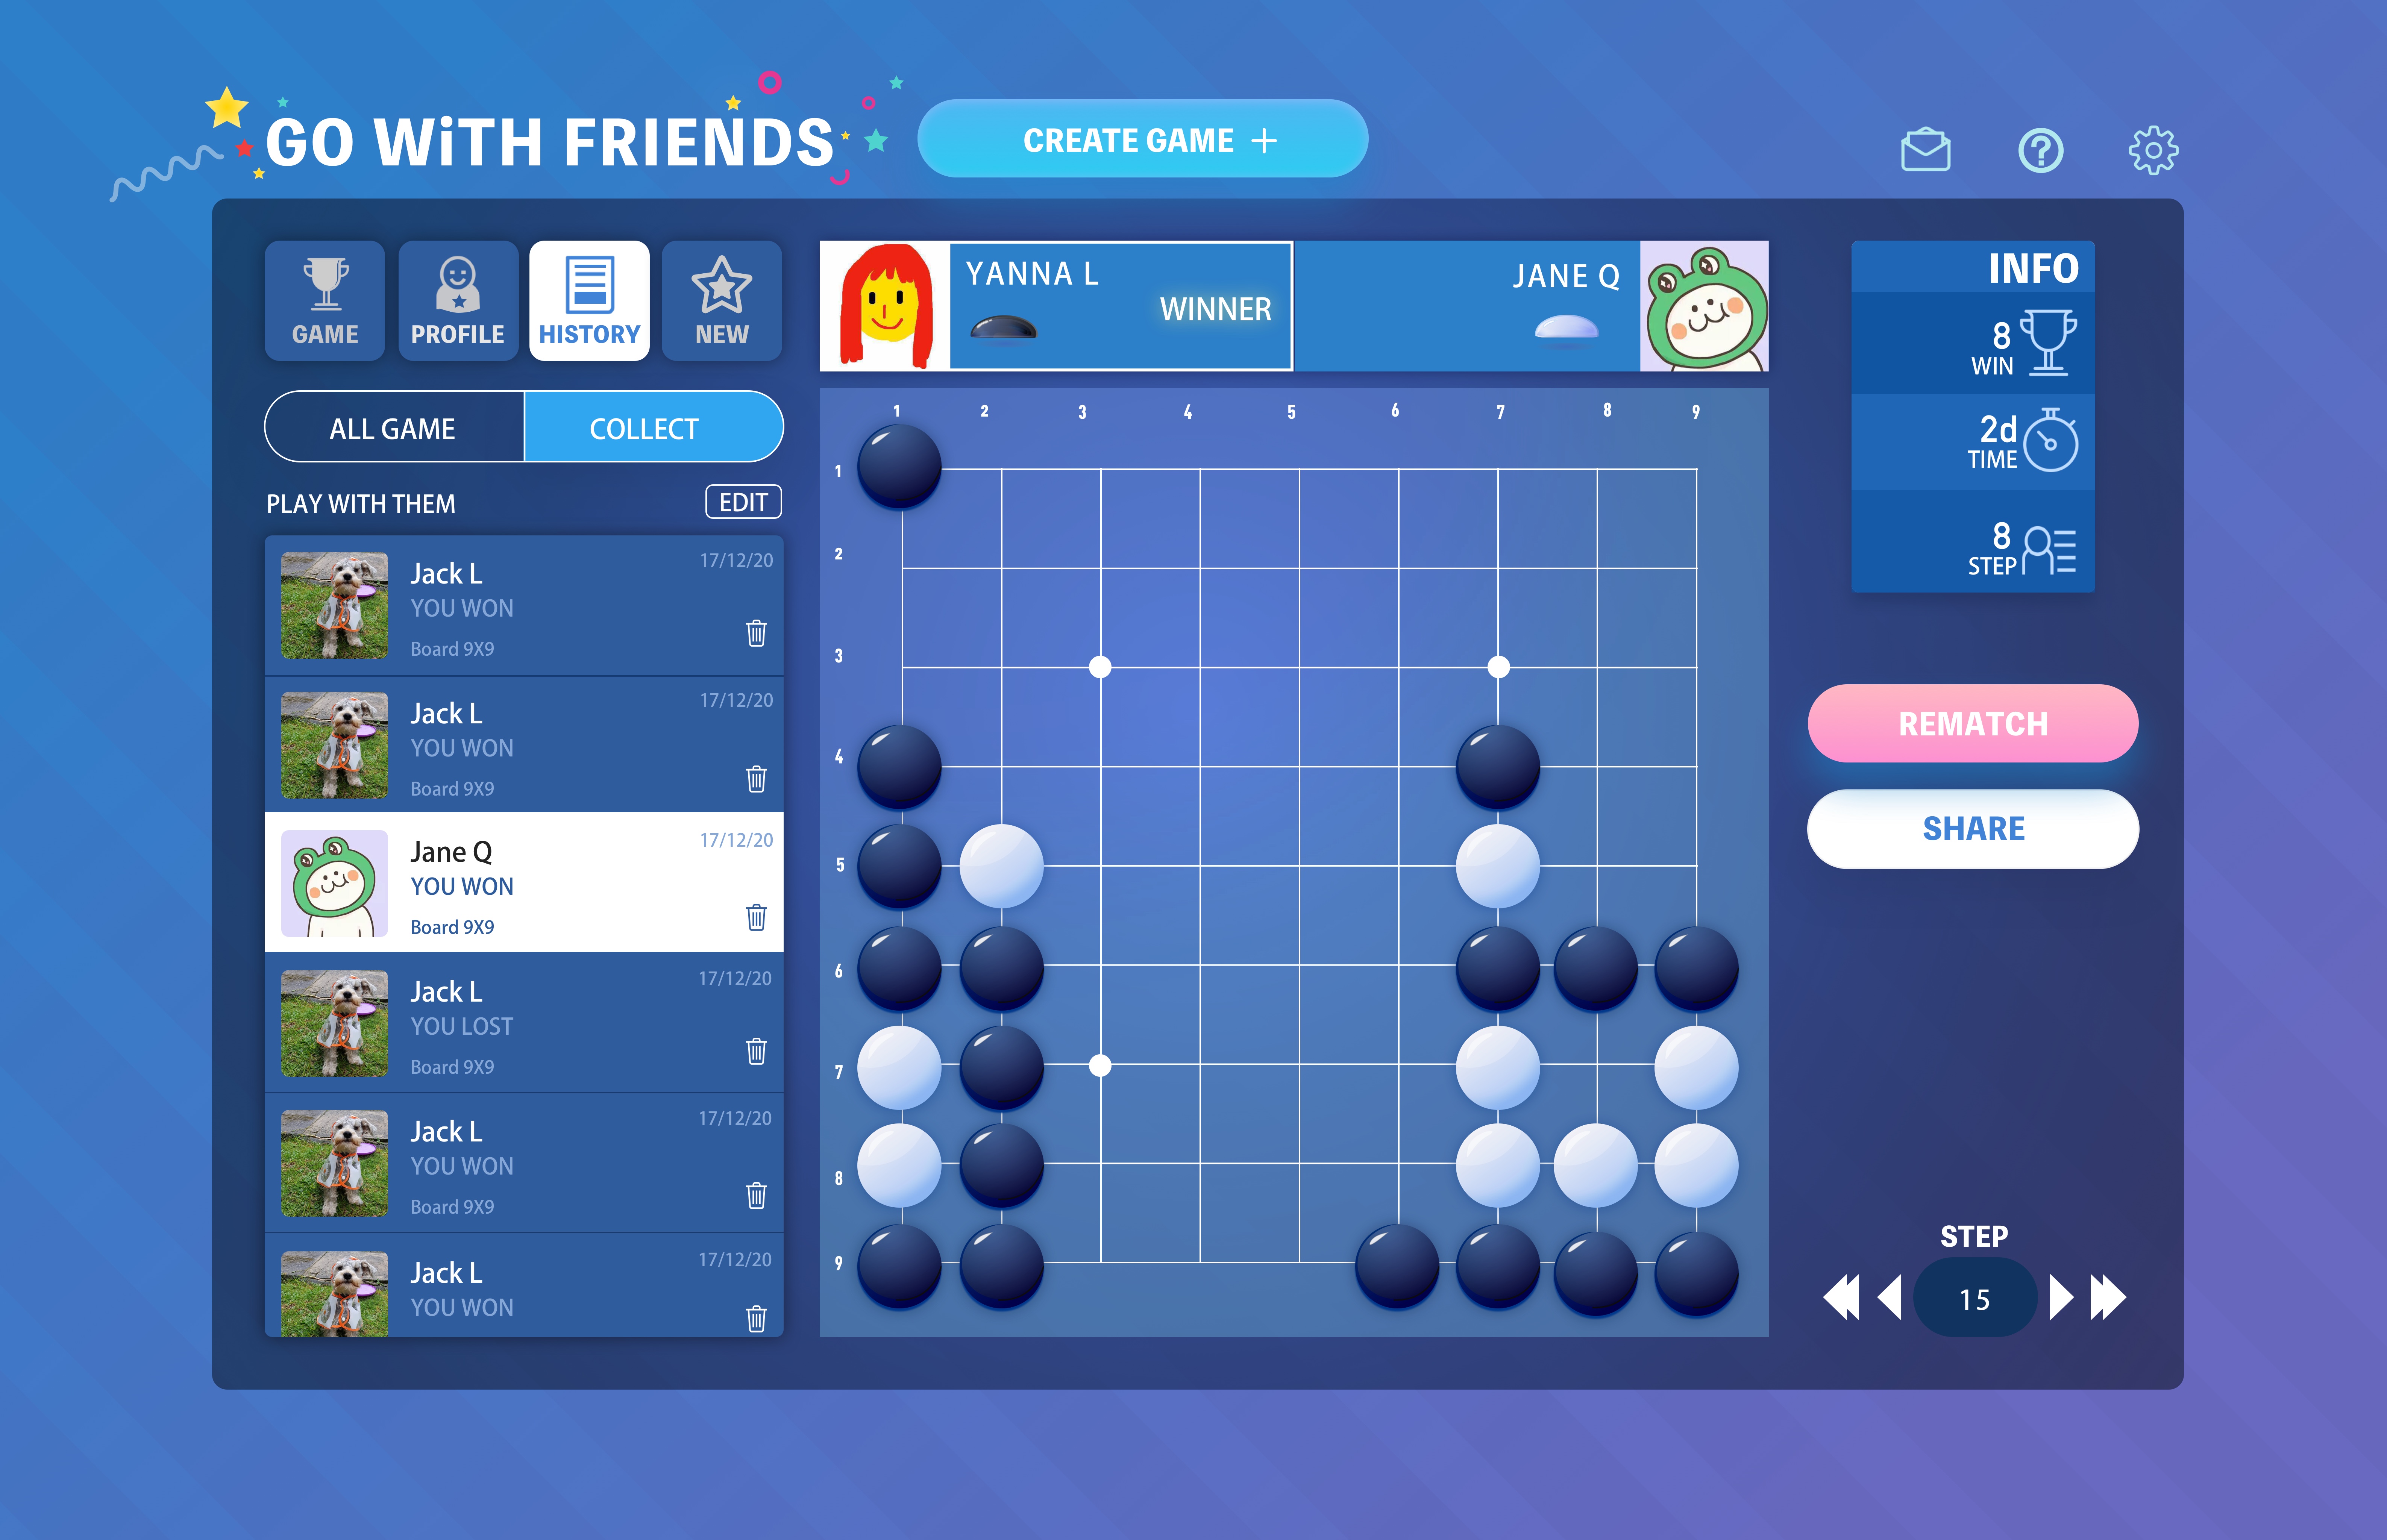 GO WiTH FRIENDS
CREATE GAME +
GAME
PROFILE
HISTORY
NEW
ALL GAME
COLLECT
PLAY WITH THEM
EDIT
Jack L
17/12/20
YOU WON
Board 9X9
Jack L
17/12/20
YOU WON
Board 9X9
Jane Q
17/12/20
YOU WON
Board 9X9
Jack L
17/12/20
YOU LOST
Board 9X9
Jack L
17/12/20
YOU WON
Board 9X9
Jack L
17/12/20
YOU WON
YANNA L
WINNER
JANE Q
1 2 3 4 5 6 7 8 9
1
2
3
4
5
6
7
8
9
INFO
8
WIN
2d
TIME
8
STEP
REMATCH
SHARE
STEP
15